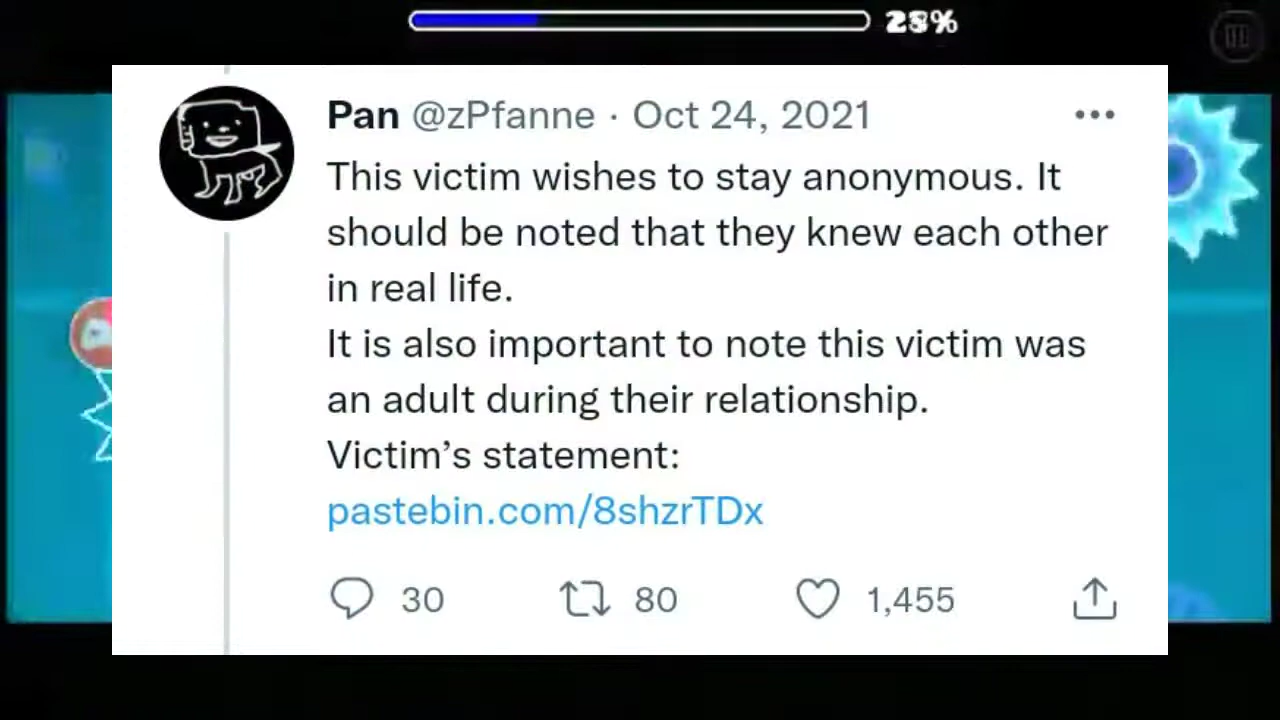 28%
Pan @zPfanne · Oct 24, 2021
This victim wishes to stay anonymous. It
should be noted that they knew each other
in real life.
It is also important to note this victim was
an adult during their relationship.
Victim’s statement:
pastebin.com/8shzrTDx
30 80 1,455